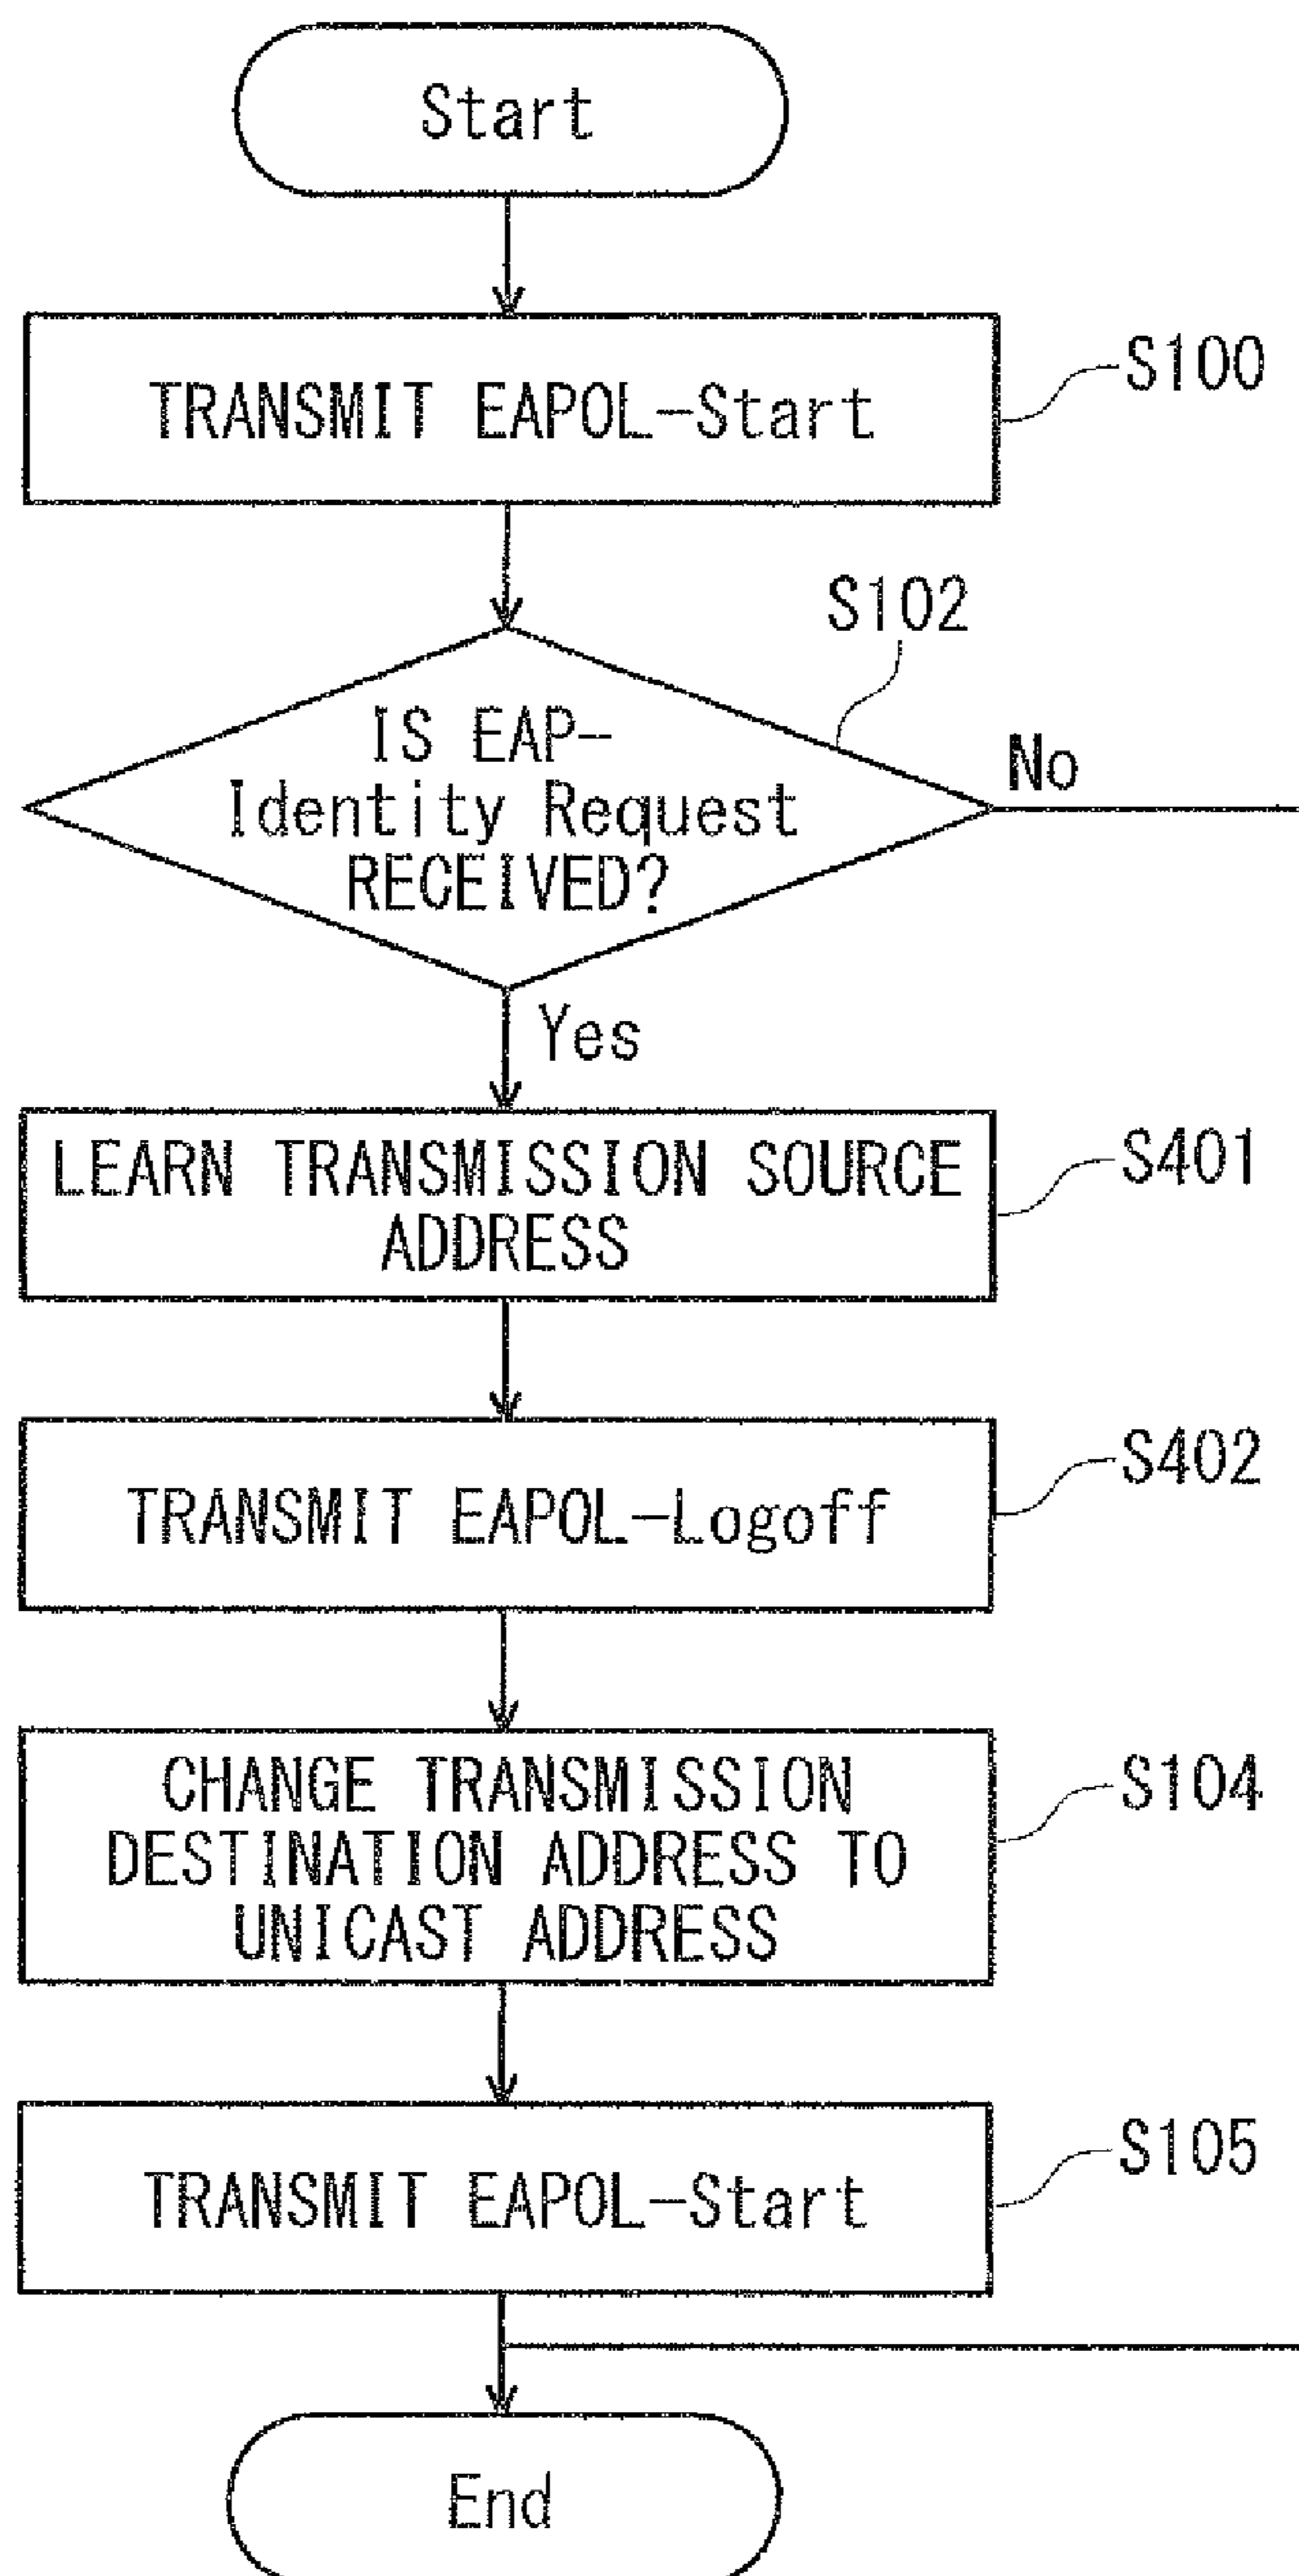 Start
TRANSMIT EAPOL-Start
S100
S102
IS EAP-
Identity Request
RECEIVED?
No
Yes
LEARN TRANSMISSION SOURCE
ADDRESS
S401
TRANSMIT EAPOL-Logoff
S402
CHANGE TRANSMISSION
DESTINATION ADDRESS TO
UNICAST ADDRESS
S104
TRANSMIT EAPOL-Start
S105
End